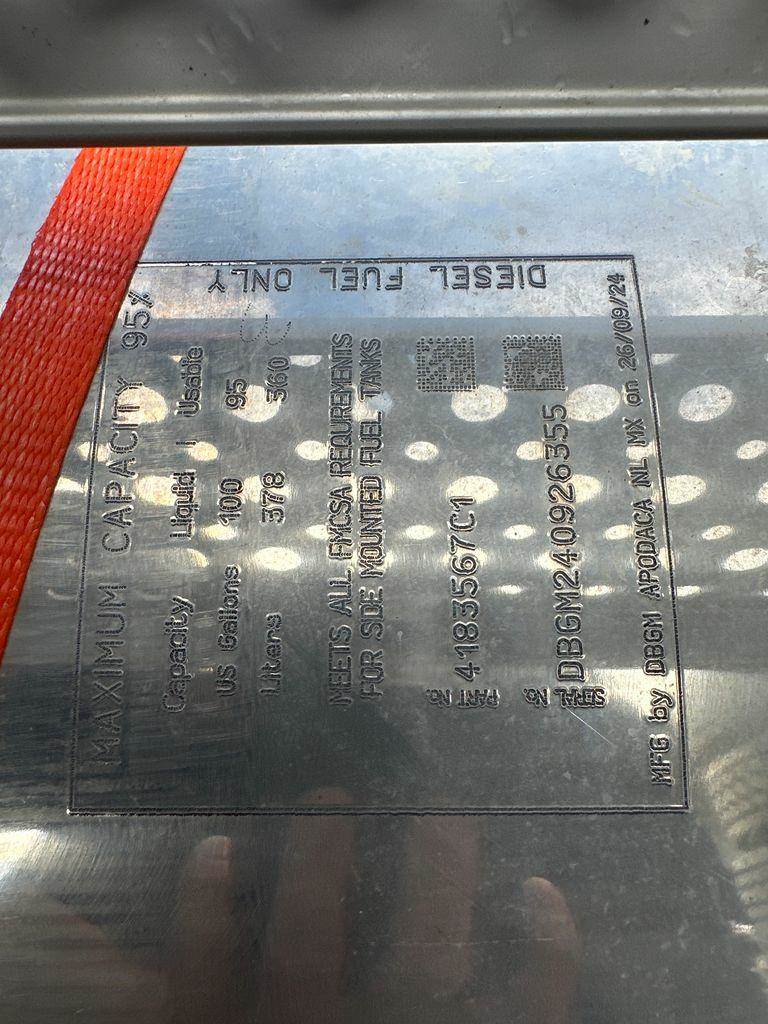 DIESEL FUEL ONLY
MAXIMUM CAPACITY 95%
Capacity Liquid | Usable
US Gallons 100 95
Liters 378 360
MEETS ALL FMCSA REQUIREMENTS
FOR SIDE MOUNTED FUEL TANKS
PART No. 4183567C1
SERIAL No. DBGM240926355
MFG by DBGM APODACA NL MX on 26/09/24